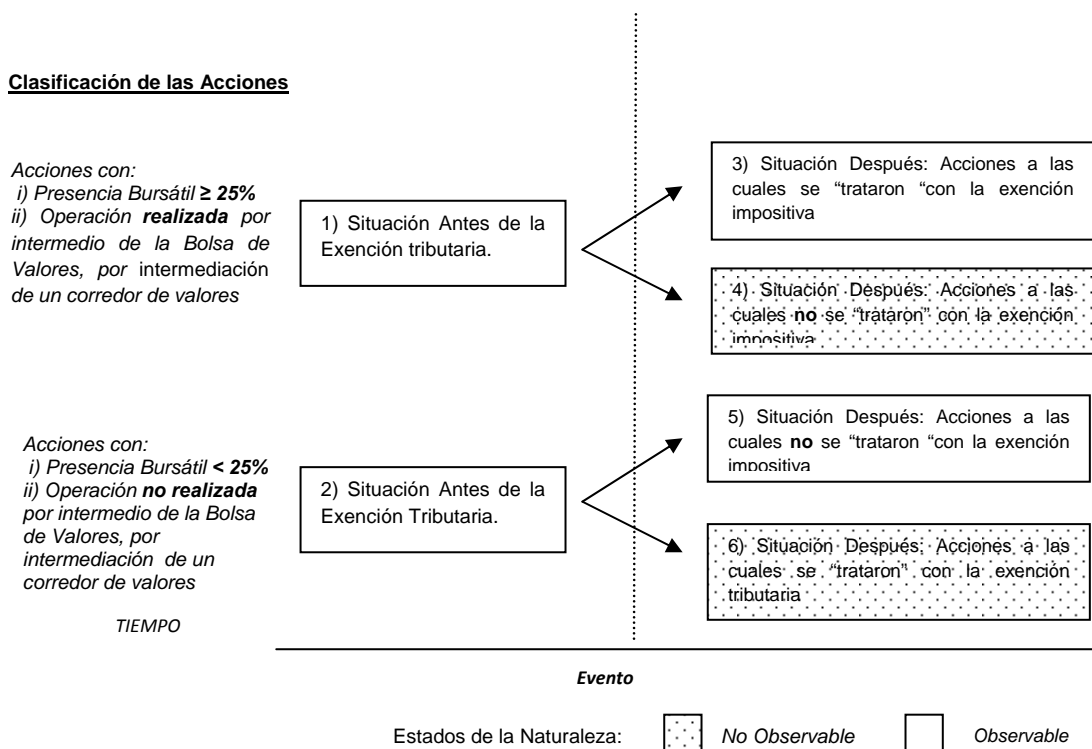 Clasificación de las Acciones
Acciones con:
i) Presencia Bursátil ≥ 25%
ii) Operación realizada por
intermedio de la Bolsa de
Valores, por intermediación
de un corredor de valores
1) Situación Antes de la
Exención tributaria.
3) Situación Después: Acciones a las
cuales se “trataron “con la exención
impositiva
4) Situación Después: Acciones a las
cuales no se “trataron” con la exención
impositiva
Acciones con:
i) Presencia Bursátil < 25%
ii) Operación no realizada
por intermedio de la Bolsa
de Valores, por
intermediación de un
corredor de valores
2) Situación Antes de la
Exención Tributaria.
5) Situación Después: Acciones a las
cuales no se “trataron “con la exención
impositiva
6) Situación Después: Acciones a las
cuales se “trataron” con la exención
tributaria
TIEMPO
Evento
Estados de la Naturaleza: No Observable Observable